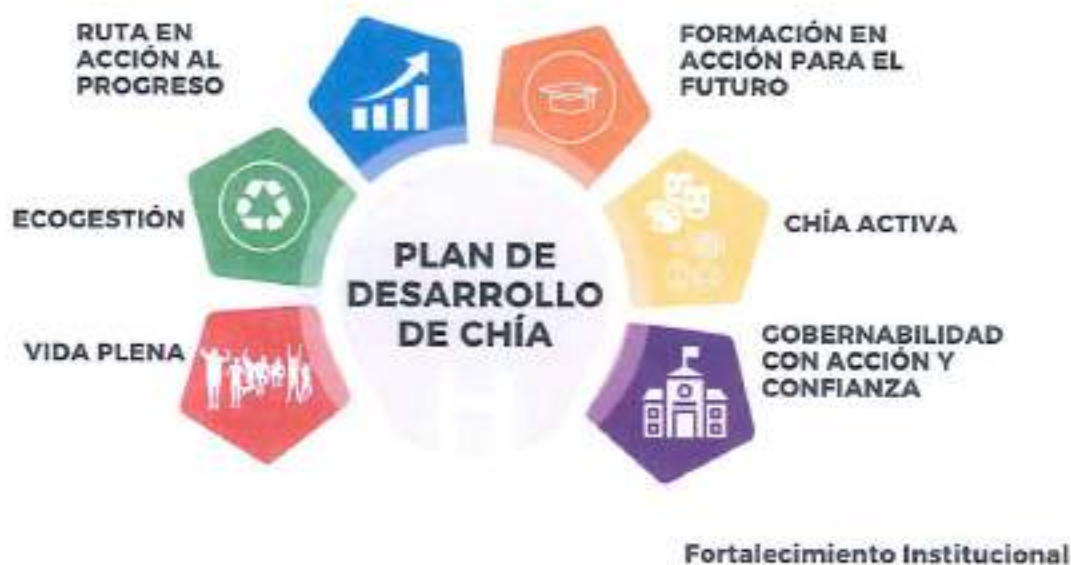 RUTA EN
ACCIÓN AL
PROGRESO
FORMACIÓN EN
ACCIÓN PARA EL
FUTURO
ECOGESTIÓN
CHÍA ACTIVA
PLAN DE
DESARROLLO
DE CHÍA
VIDA PLENA
GOBERNABILIDAD
CON ACCIÓN Y
CONFIANZA
Fortalecimiento Institucional